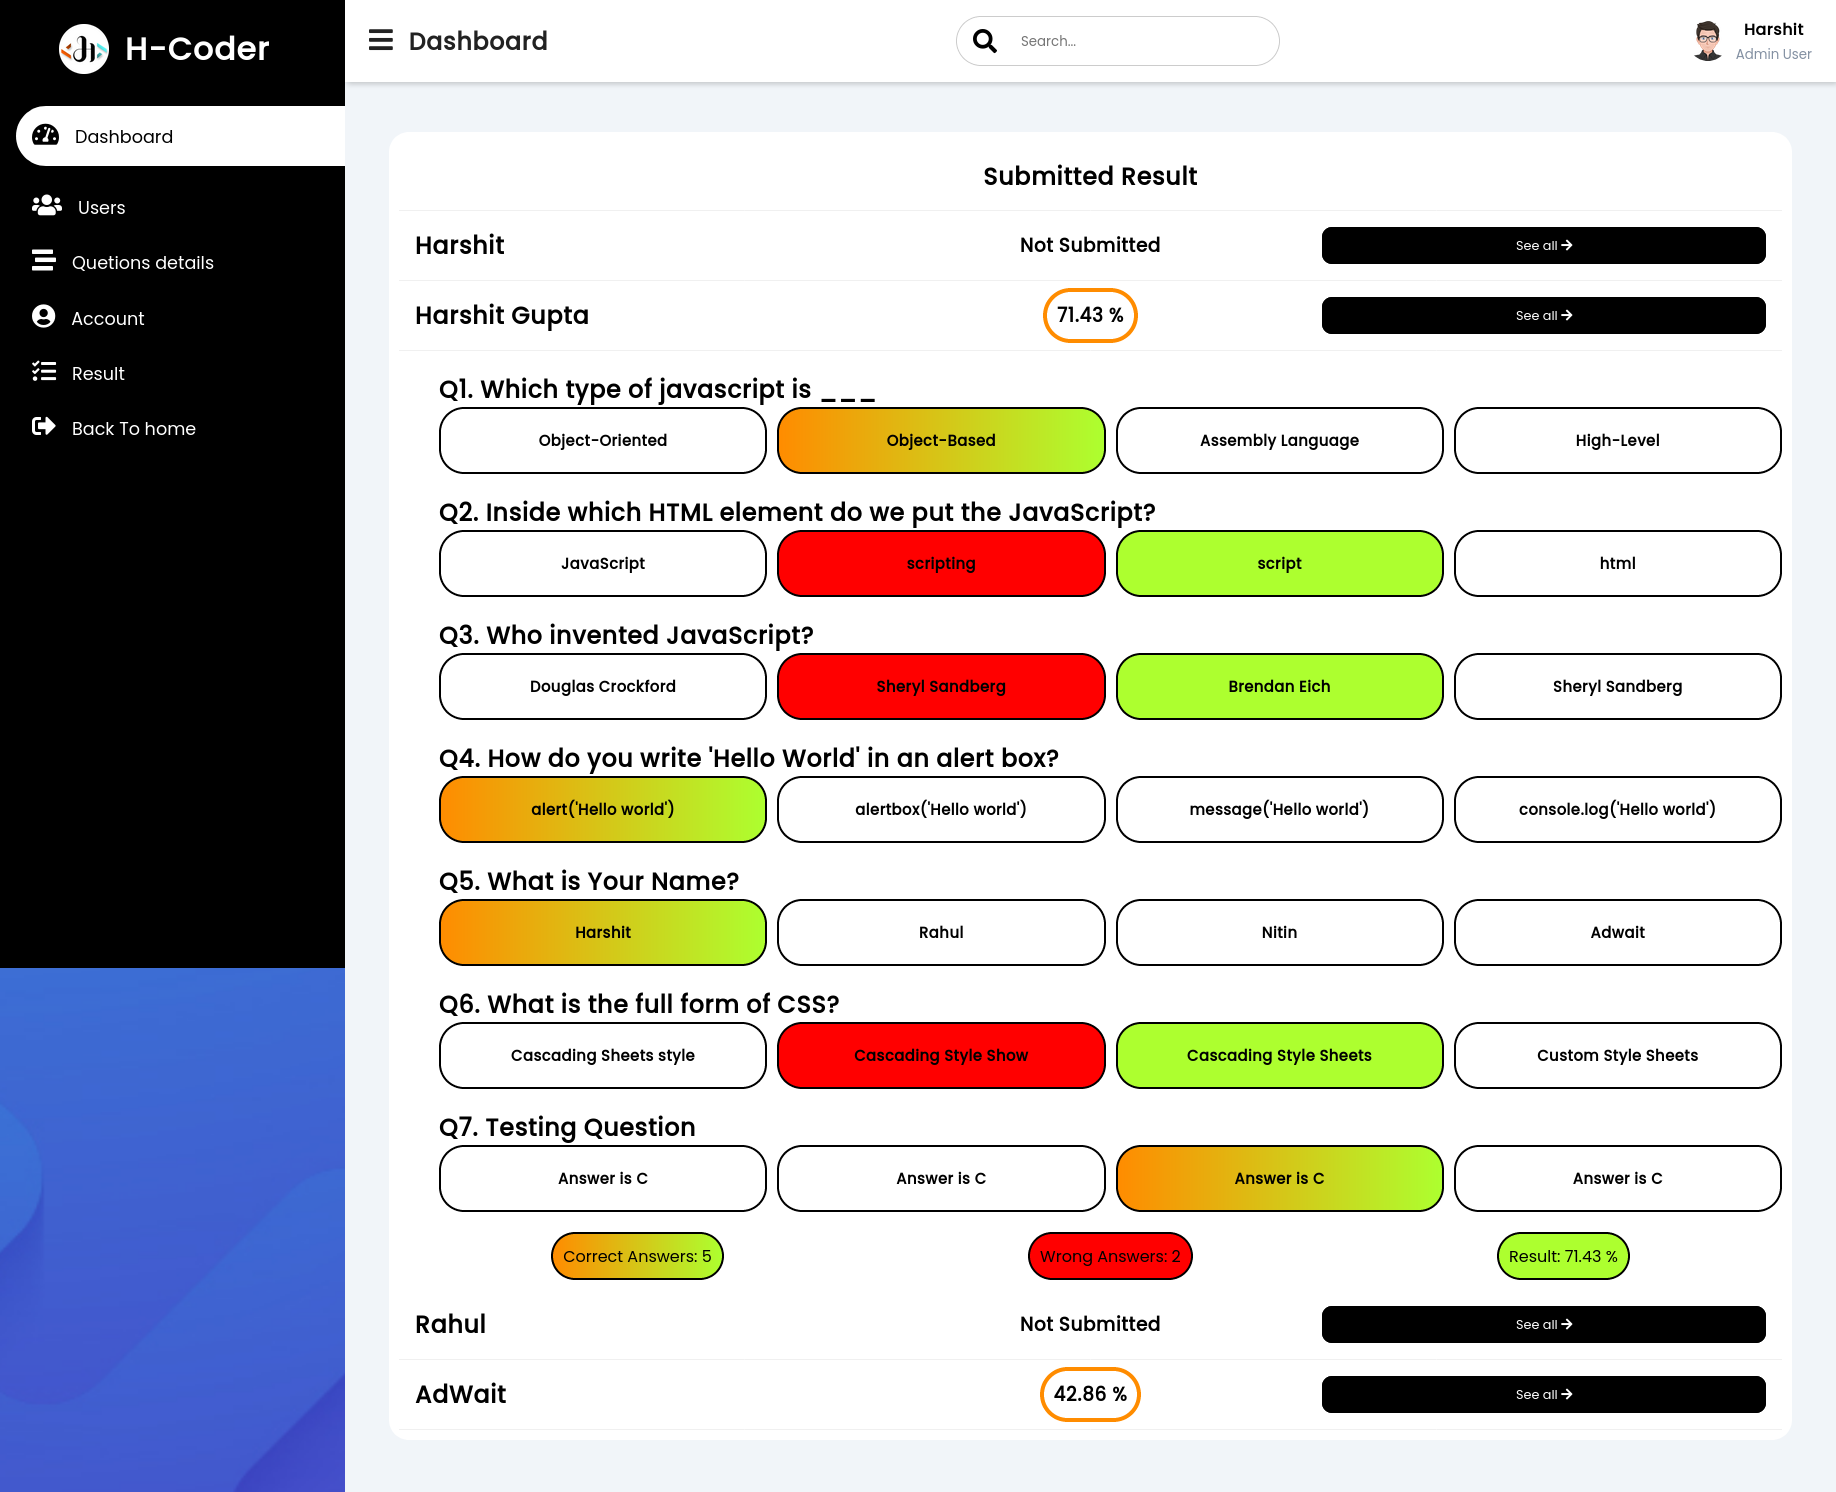 H-Coder
Dashboard
Users
Quetions details
Account
Result
Back To home
Dashboard
Search...
Harshit
Admin User
Submitted Result
Harshit Not Submitted See all →
Harshit Gupta 71.43 % See all →
Q1. Which type of javascript is _ _ _
Object-Oriented Object-Based Assembly Language High-Level
Q2. Inside which HTML element do we put the JavaScript?
JavaScript scripting script html
Q3. Who invented JavaScript?
Douglas Crockford Sheryl Sandberg Brendan Eich Sheryl Sandberg
Q4. How do you write 'Hello World' in an alert box?
alert('Hello world') alertbox('Hello world') message('Hello world') console.log('Hello world')
Q5. What is Your Name?
Harshit Rahul Nitin Adwait
Q6. What is the full form of CSS?
Cascading Sheets style Cascading Style Show Cascading Style Sheets Custom Style Sheets
Q7. Testing Question
Answer is C Answer is C Answer is C Answer is C
Correct Answers: 5 Wrong Answers: 2 Result: 71.43 %
Rahul Not Submitted See all →
AdWait 42.86 % See all →